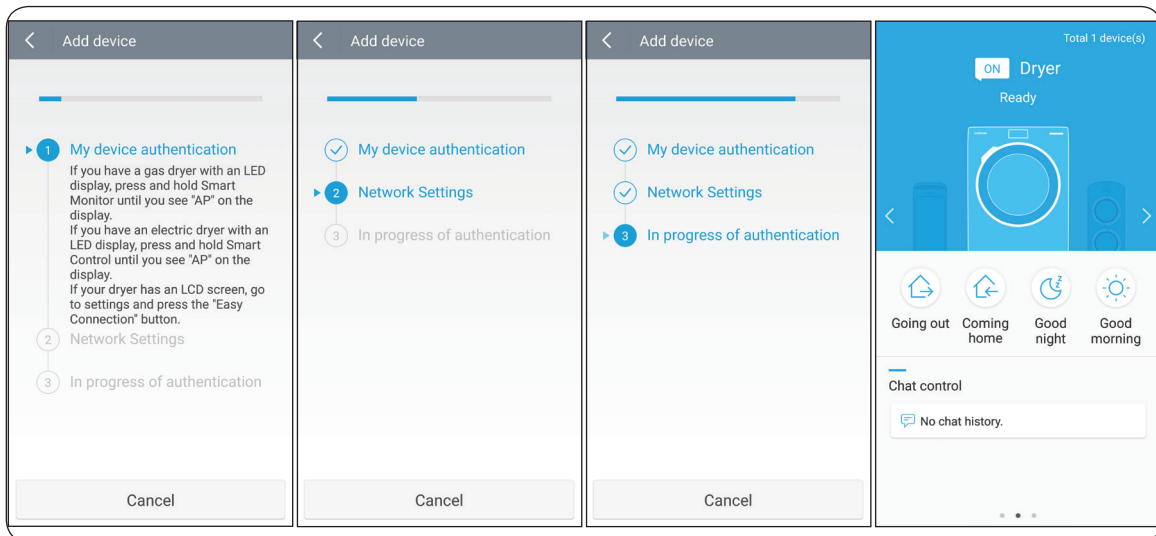 Add device
1 My device authentication
If you have a gas dryer with an LED
display, press and hold Smart
Monitor until you see "AP" on the
display.
If you have an electric dryer with an
LED display, press and hold Smart
Control until you see "AP" on the
display.
If your dryer has an LCD screen, go
to settings and press the "Easy
Connection" button.
2 Network Settings
3 In progress of authentication
Cancel
Add device
My device authentication
2 Network Settings
3 In progress of authentication
Cancel
Add device
My device authentication
Network Settings
3 In progress of authentication
Cancel
Total 1 device(s)
ON Dryer
Ready
Going out
Coming
home
Good
night
Good
morning
Chat control
No chat history.